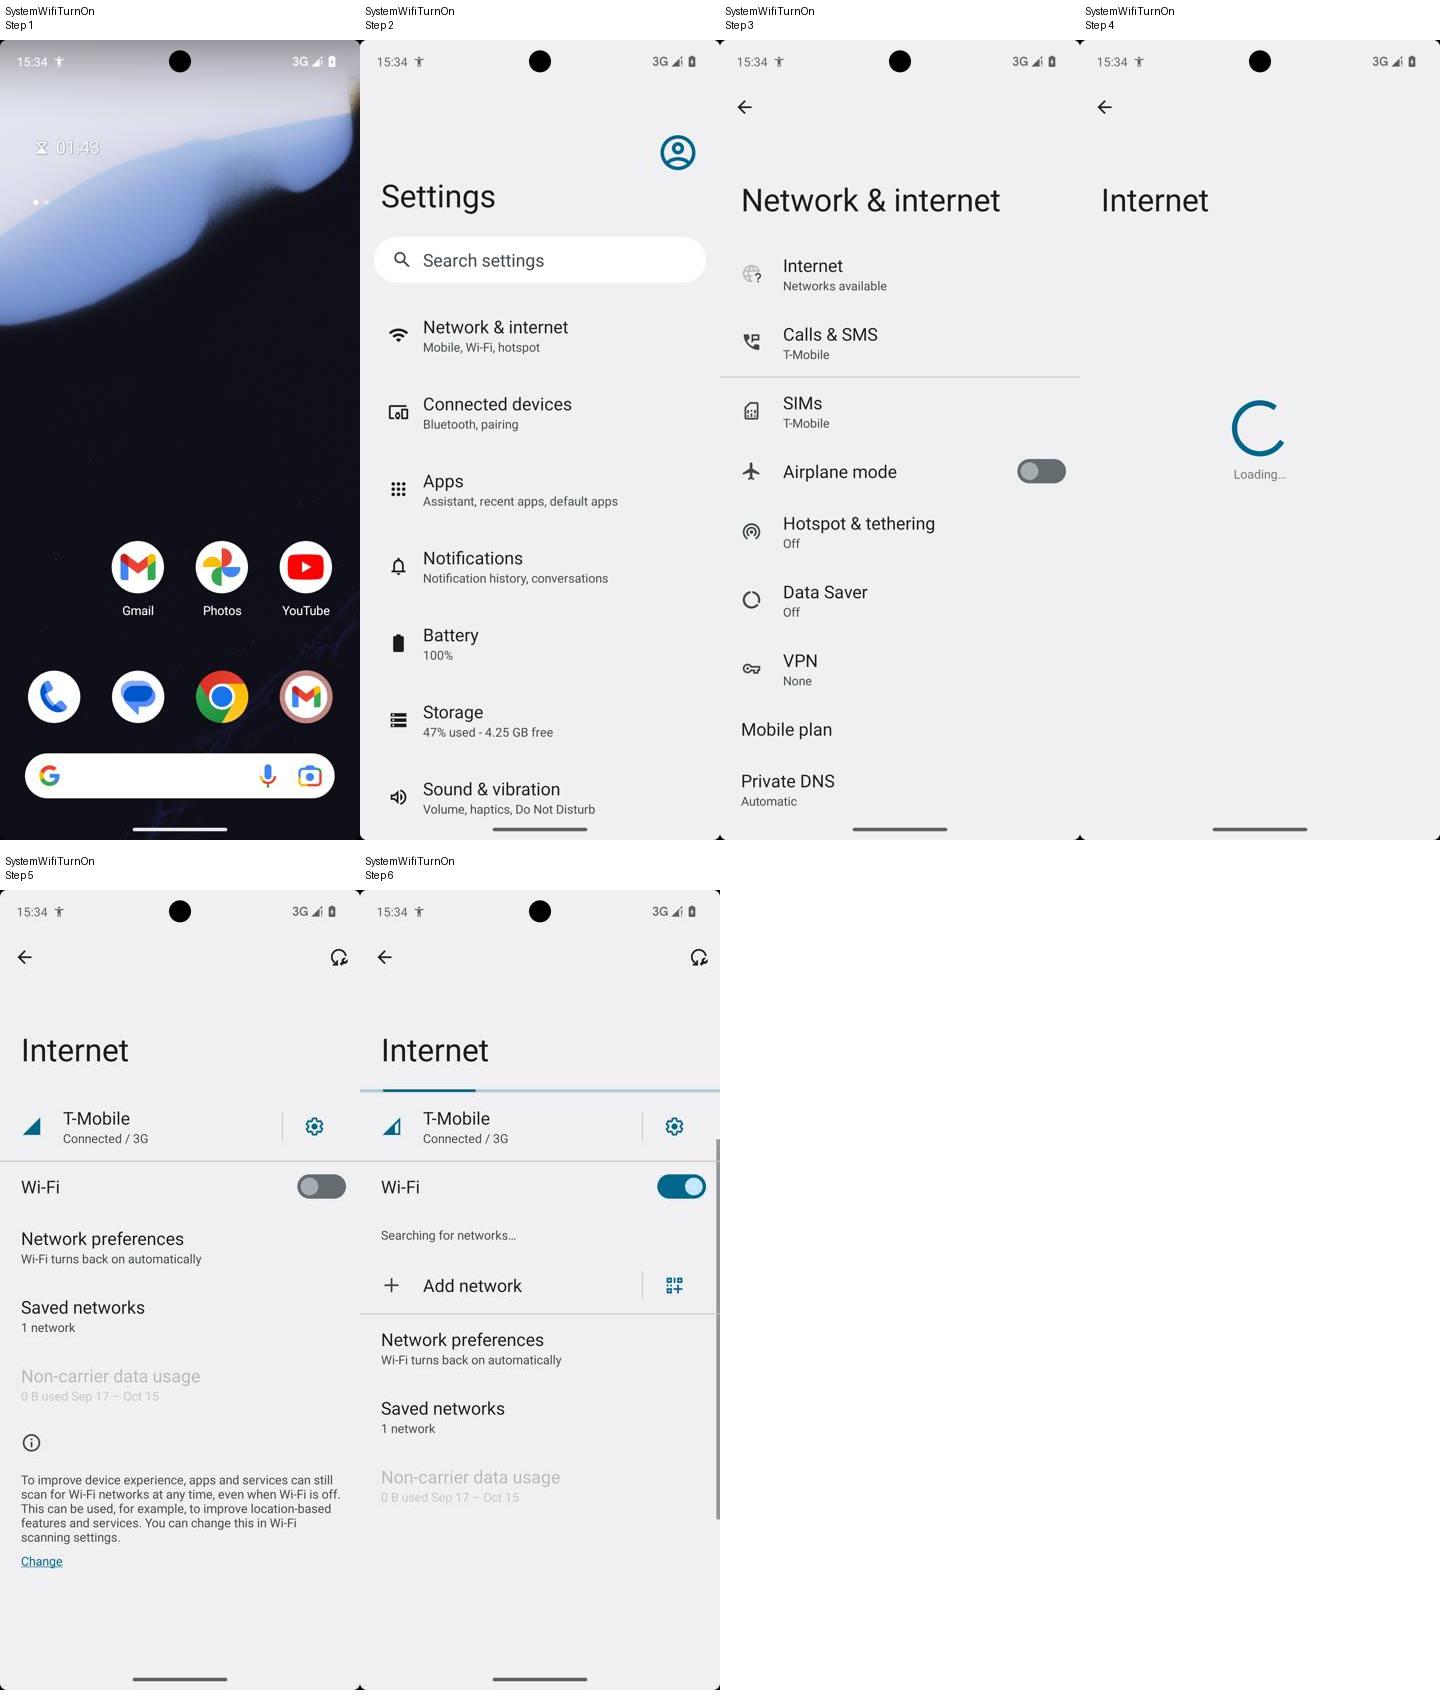 SystemWifiTurnOn
Step 1
15:34
3G
01:43
Gmail
Photos
YouTube
SystemWifiTurnOn
Step 2
15:34
3G
Settings
Search settings
Network & internet
Mobile, Wi-Fi, hotspot
Connected devices
Bluetooth, pairing
Apps
Assistant, recent apps, default apps
Notifications
Notification history, conversations
Battery
100%
Storage
47% used - 4.25 GB free
Sound & vibration
Volume, haptics, Do Not Disturb
SystemWifiTurnOn
Step 3
15:34
3G
Network & internet
Internet
Networks available
Calls & SMS
T-Mobile
SIMs
T-Mobile
Airplane mode
Hotspot & tethering
Off
Data Saver
Off
VPN
None
Mobile plan
Private DNS
Automatic
SystemWifiTurnOn
Step 4
15:34
3G
Internet
Loading...
SystemWifiTurnOn
Step 5
15:34
3G
Internet
T-Mobile
Connected / 3G
Wi-Fi
Network preferences
Wi-Fi turns back on automatically
Saved networks
1 network
Non-carrier data usage
0 B used Sep 17 – Oct 15
To improve device experience, apps and services can still
scan for Wi-Fi networks at any time, even when Wi-Fi is off.
This can be used, for example, to improve location-based
features and services. You can change this in Wi-Fi
scanning settings.
Change
SystemWifiTurnOn
Step 6
15:34
3G
Internet
T-Mobile
Connected / 3G
Wi-Fi
Searching for networks…
Add network
Network preferences
Wi-Fi turns back on automatically
Saved networks
1 network
Non-carrier data usage
0 B used Sep 17 – Oct 15